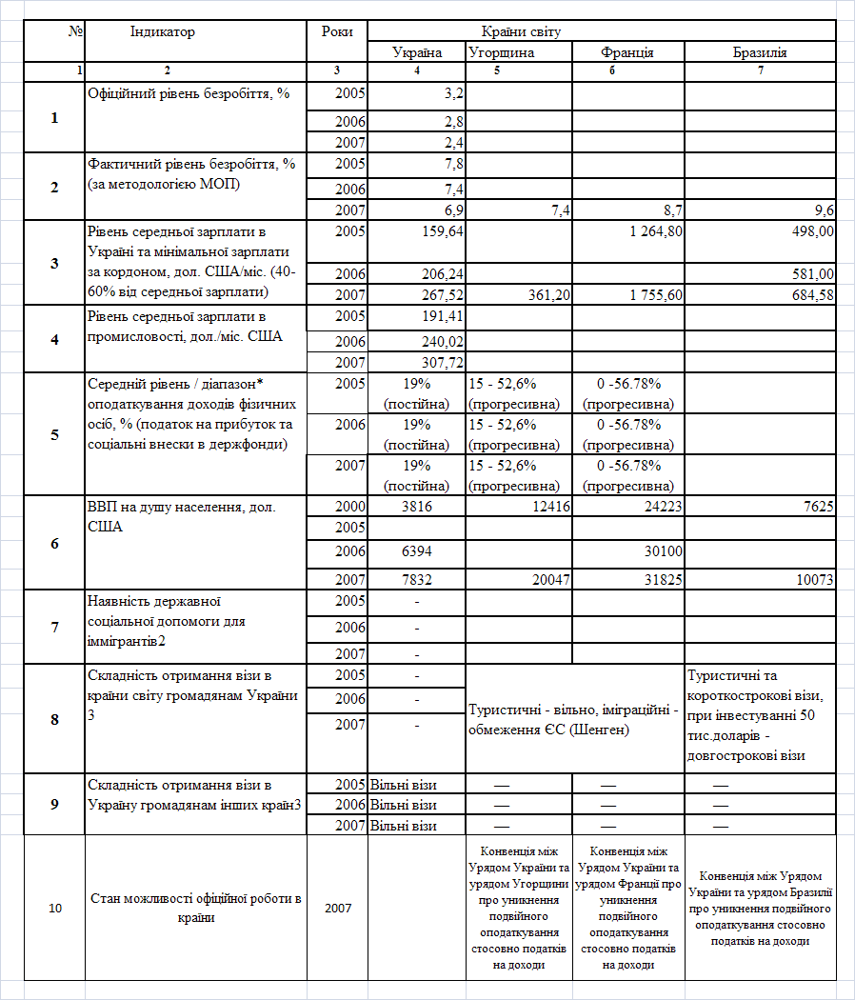 № Індикатор Роки Країни світу
Україна Угорщина Франція Бразилія
1 2 3 4 5 6 7
1 Офіційний рівень безробіття, % 2005 3,2
2006 2,8
2007 2,4
2 Фактичний рівень безробіття, % 2005 7,8
(за методологією МОП)
2006 7,4
2007 6,9 7,4 8,7 9,6
3 Рівень середньої зарплати в 2005 159,64 1 264,80 498,00
Україні та мінімальної зарплати
за кордоном, дол. США/міс. (40- 2006 206,24 581,00
60% від середньої зарплати) 2007 267,52 361,20 1 755,60 684,58
4 Рівень середньої зарплати в 2005 191,41
промисловості, дол./міс. США 2006 240,02
2007 307,72
5 Середній рівень / діапазон* 2005 19% 15 - 52,6% 0 -56.78%
оподаткування доходів фізичних (постійна) (прогресивна) (прогресивна)
осіб, % (податок на прибуток та 2006 19% 15 - 52,6% 0 -56.78%
соціальні внески в держфонди) (постійна) (прогресивна) (прогресивна)
2007 19% 15 - 52,6% 0 -56.78%
(постійна) (прогресивна) (прогресивна)
6 ВВП на душу населення, дол. 2000 3816 12416 24223 7625
США 2005
2006 6394 30100
2007 7832 20047 31825 10073
7 Наявність державної 2005 -
соціальної допомоги для 2006 -
іммігрантів2 2007 -
8 Складність отримання візи в 2005 -
країни світу громадянам України 2006 -
3 2007 -
Туристичні - вільно, іміграційні -
обмеження ЄС (Шенген)
Туристичні та
короткострокові візи,
при інвестуванні 50
тис.доларів -
довгострокові візи
9 Складність отримання візи в 2005 Вільні візи — — —
Україну громадянам інших країн3 2006 Вільні візи — — —
2007 Вільні візи — — —
10 Стан можливості офіційної роботи в 2007
країни
Конвенція між
Урядом України та
урядом Угорщини
про уникнення
подвійного
оподаткування
стосовно податків
на доходи
Конвенція між
Урядом України та
урядом Франції про
уникнення
подвійного
оподаткування
стосовно податків
на доходи
Конвенція між Урядом
України та урядом Бразилії
про уникнення подвійного
оподаткування стосовно
податків на доходи